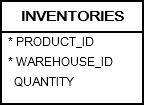 INVENTORIES
* PRODUCT_ID
* WAREHOUSE_ID
QUANTITY